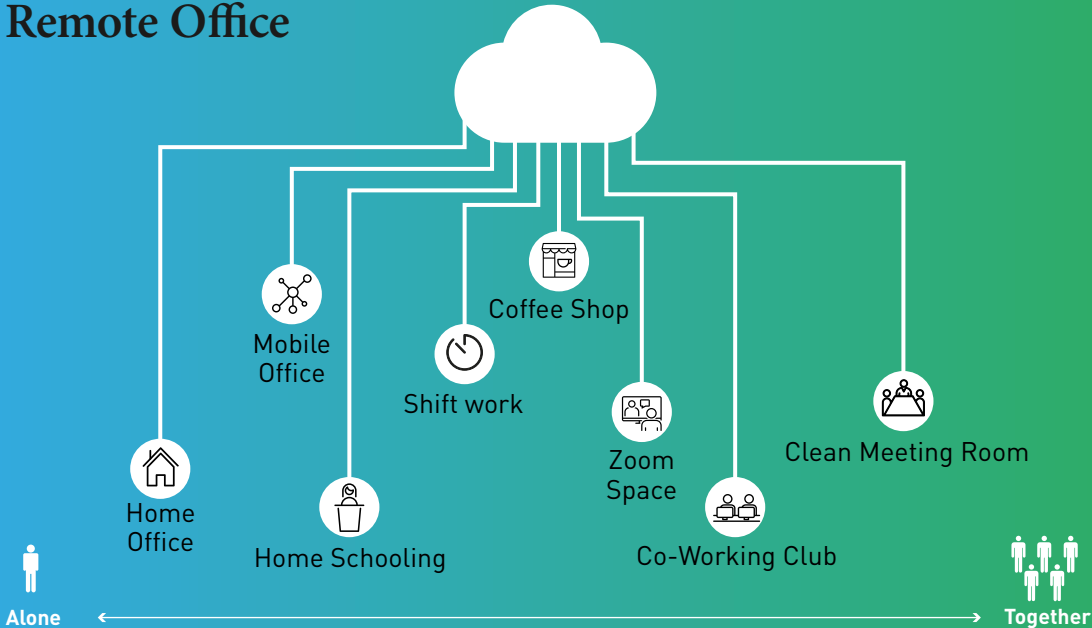 Remote Office
Coffee Shop
Mobile
Office
Shift work
Clean Meeting Room
Zoom
Space
Home
Office
Home Schooling
Co-Working Club
Alone
Together